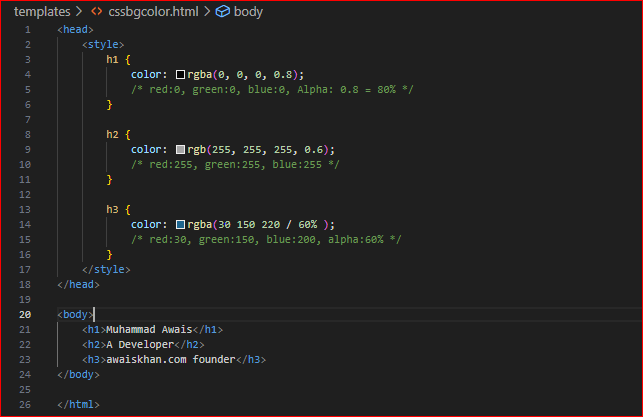 templates > <> cssbgcolor.html > body
1 <head>
2 <style>
3 h1 {
4 color: rgba(0, 0, 0, 0.8);
5 /* red:0, green:0, blue:0, Alpha: 0.8 = 80% */
6 }
7
8 h2 {
9 color: rgb(255, 255, 255, 0.6);
10 /* red:255, green:255, blue:255 */
11 }
12
13 h3 {
14 color: rgba(30 150 220 / 60% );
15 /* red:30, green:150, blue:200, alpha:60% */
16 }
17 </style>
18 </head>
19
20 <body>
21 <h1>Muhammad Awais</h1>
22 <h2>A Developer</h2>
23 <h3>awaiskhan.com founder</h3>
24 </body>
25
26 </html>